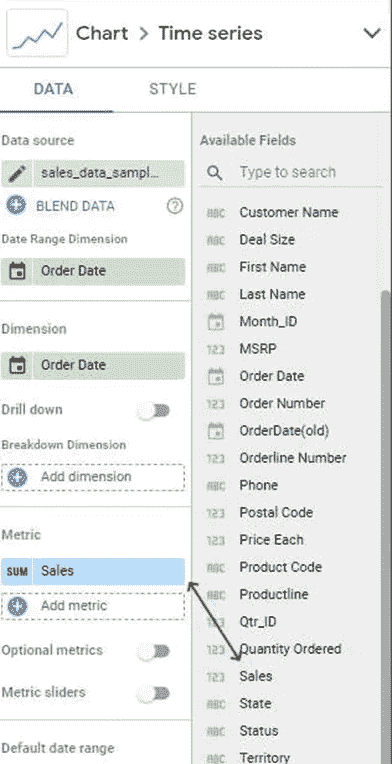 Chart > Time series
DATA
STYLE
Data source
sales_data_sampl...
BLEND DATA
Date Range Dimension
Order Date
Dimension
Order Date
Drill down
Breakdown Dimension
Add dimension
Metric
SUM Sales
Add metric
Optional metrics
Metric sliders
Default date range
Available Fields
Type to search
ABC Customer Name
ABC Deal Size
ABC First Name
ABC Last Name
Month_ID
123 MSRP
Order Date
123 Order Number
OrderDate(old)
123 Orderline Number
ABC Phone
123 Postal Code
ABC Price Each
ABC Product Code
ABC Productline
Qtr_ID
123 Quantity Ordered
123 Sales
ABC State
ABC Status
ABC Territory